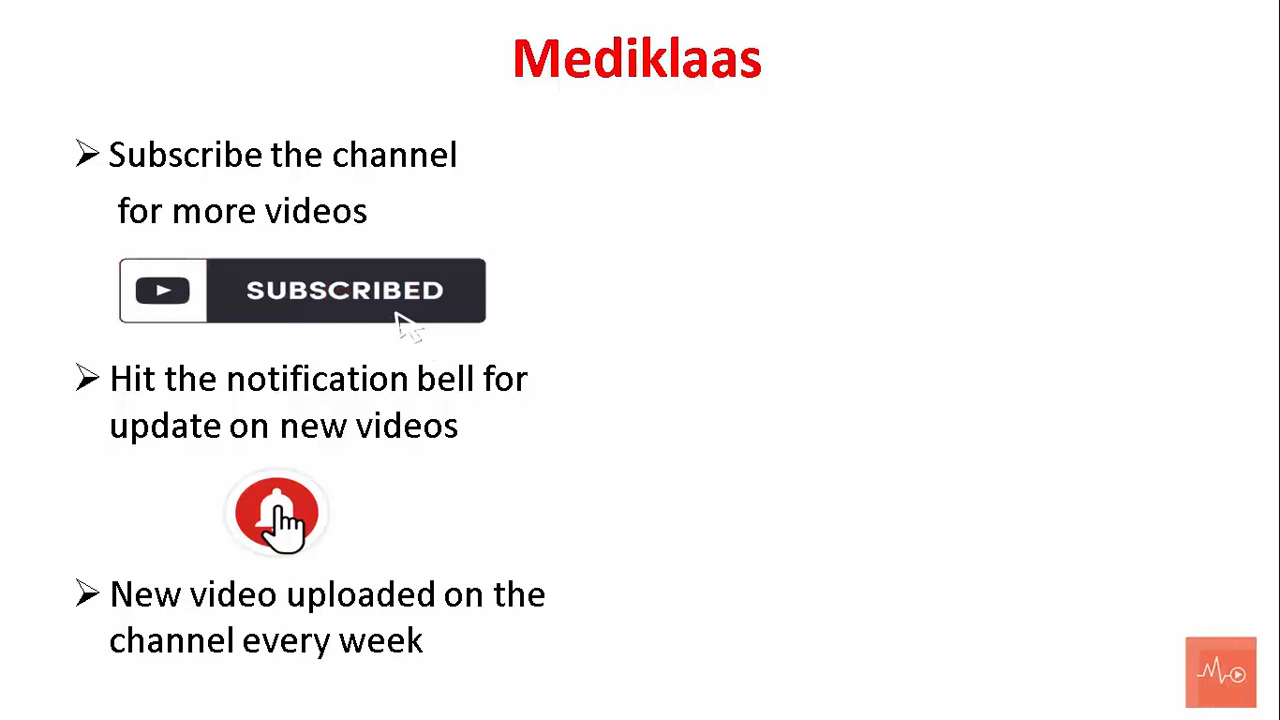 Mediklaas
Subscribe the channel
for more videos
SUBSCRIBED
Hit the notification bell for
update on new videos
New video uploaded on the
channel every week